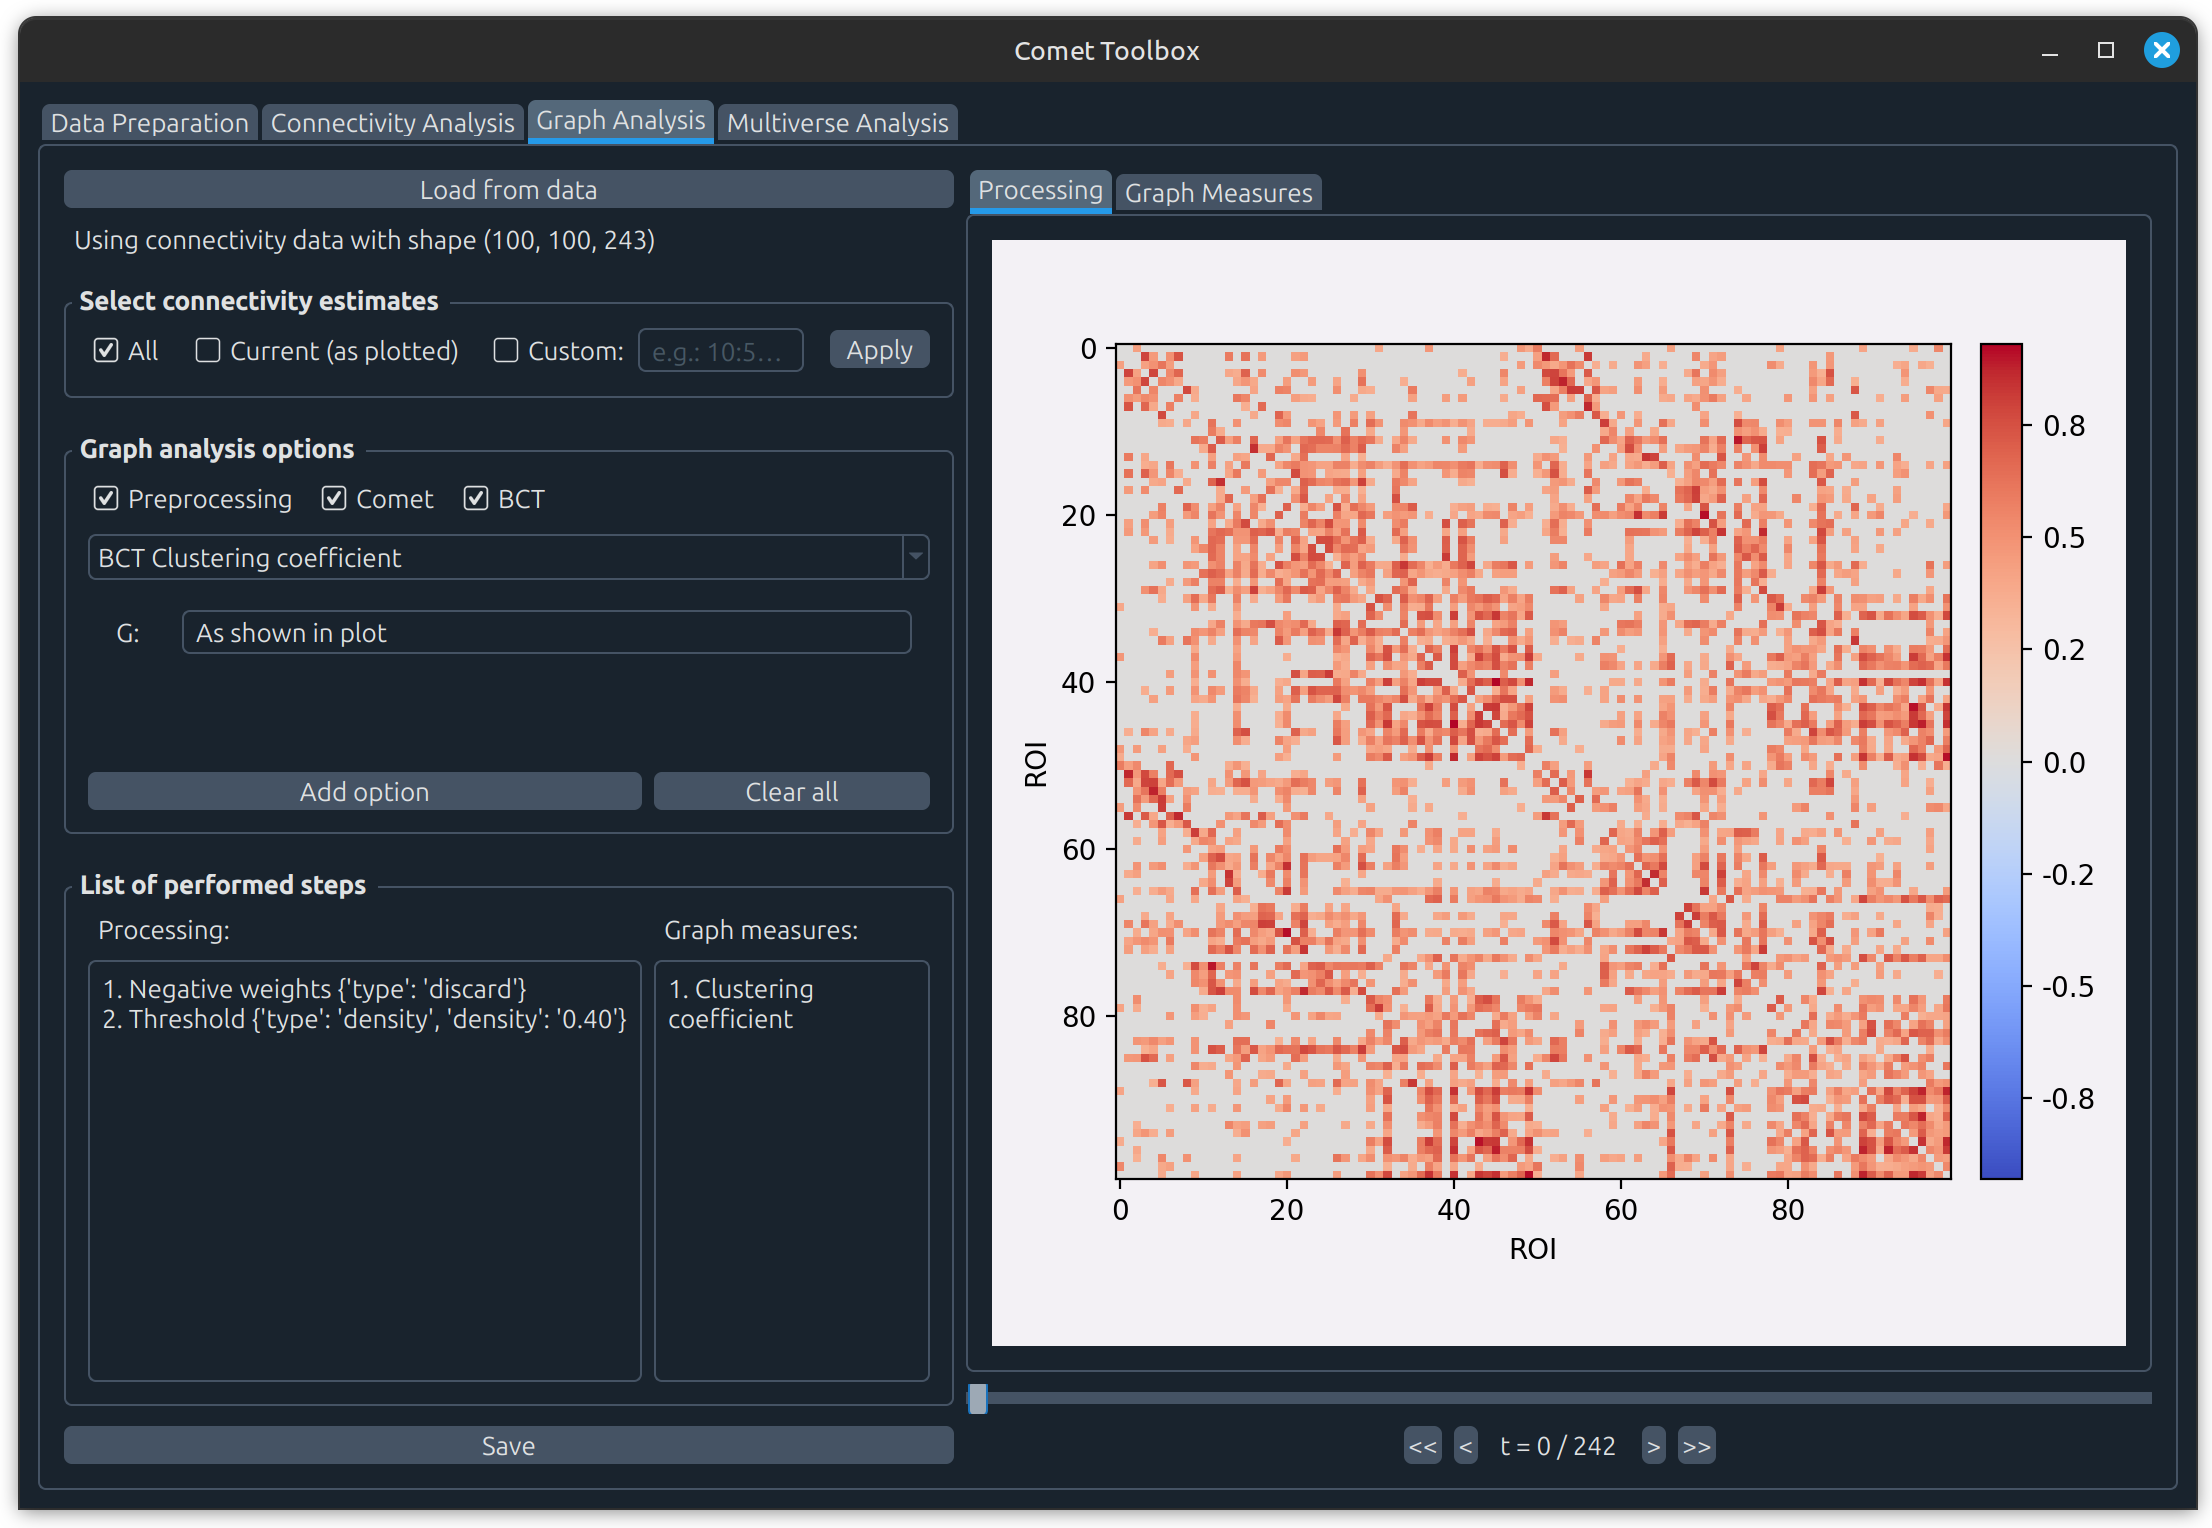 Comet Toolbox
Data Preparation
Connectivity Analysis
Graph Analysis
Multiverse Analysis
Load from data
Using connectivity data with shape (100, 100, 243)
Select connectivity estimates
All
Current (as plotted)
Custom:
e.g.: 10:5...
Apply
Graph analysis options
Preprocessing
Comet
BCT
BCT Clustering coefficient
G:
As shown in plot
Add option
Clear all
List of performed steps
Processing:
1. Negative weights {'type': 'discard'}
2. Threshold {'type': 'density', 'density': '0.40'}
Graph measures:
1. Clustering
coefficient
Save
Processing
Graph Measures
0
20
40
60
80
ROI
0
20
40
60
80
ROI
0.8
0.5
0.2
0.0
-0.2
-0.5
-0.8
<<
<
t = 0 / 242
>
>>